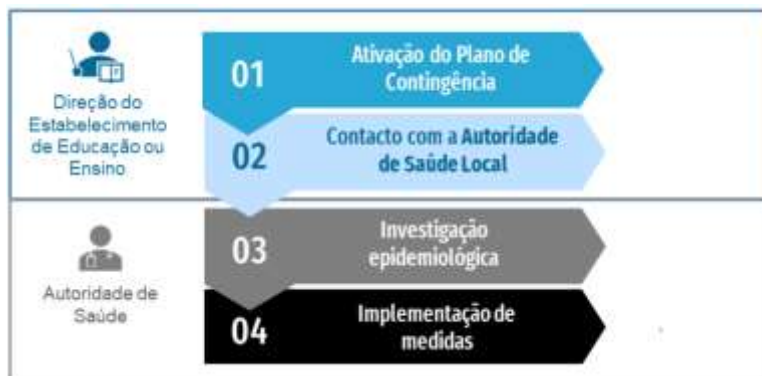 Direção do
Estabelecimento
de Educação ou
Ensino
01
Ativação do Plano de
Contingência
02
Contacto com a Autoridade
de Saúde Local
Autoridade de
Saúde
03
Investigação
epidemiológica
04
Implementação de
medidas